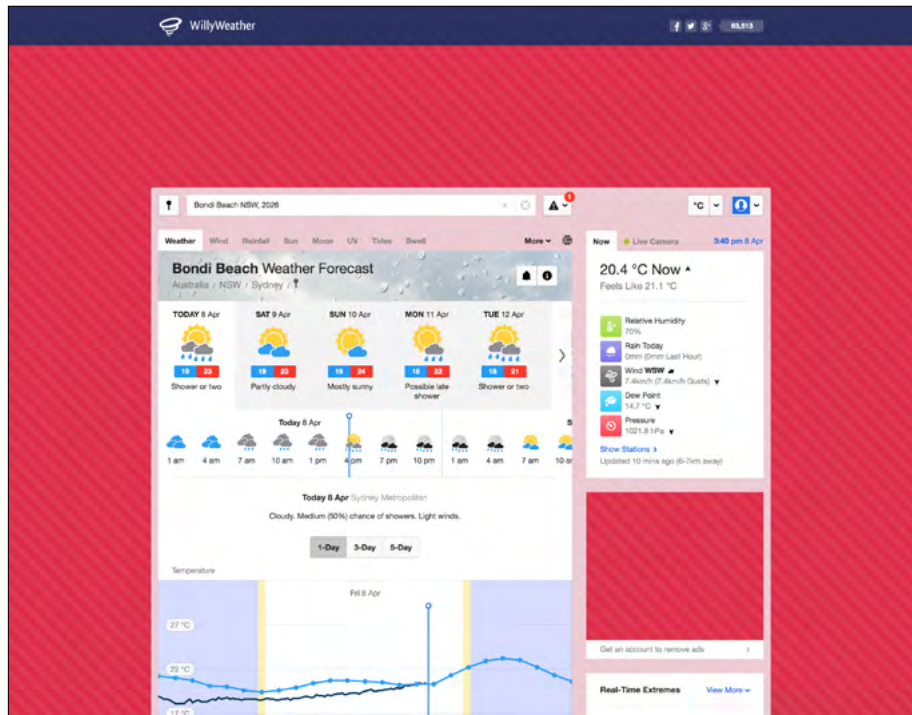 WillyWeather
63,513
Bondi Beach NSW, 2026
1
°C
Weather Wind Rainfall Sun Moon UV Tides Swell More
Now Live Camera 3:40 pm 8 Apr
Bondi Beach Weather Forecast
Australia / NSW / Sydney /
20.4 °C Now
Feels Like 21.1 °C
TODAY 8 Apr SAT 9 Apr SUN 10 Apr MON 11 Apr TUE 12 Apr
19 23 19 23 19 24 18 22 18 21
Shower or two Partly cloudy Mostly sunny Possible late shower Shower or two
Relative Humidity
70%
Rain Today
0mm (0mm Last Hour)
Wind WSW
7.4km/h (7.4km/h Gusts)
Dew Point
14.7 °C
Pressure
1021.8 hPa
Show Stations
Updated 10 mins ago (6-7km away)
Today 8 Apr S
1 am 4 am 7 am 10 am 1 pm 4 pm 7 pm 10 pm 1 am 4 am 7 am 10 a
Today 8 Apr Sydney Metropolitan
Cloudy. Medium (50%) chance of showers. Light winds.
1-Day 3-Day 5-Day
Temperature
Fri 8 Apr
27 °C
22 °C
17 °C
Get an account to remove ads
Real-Time Extremes View More